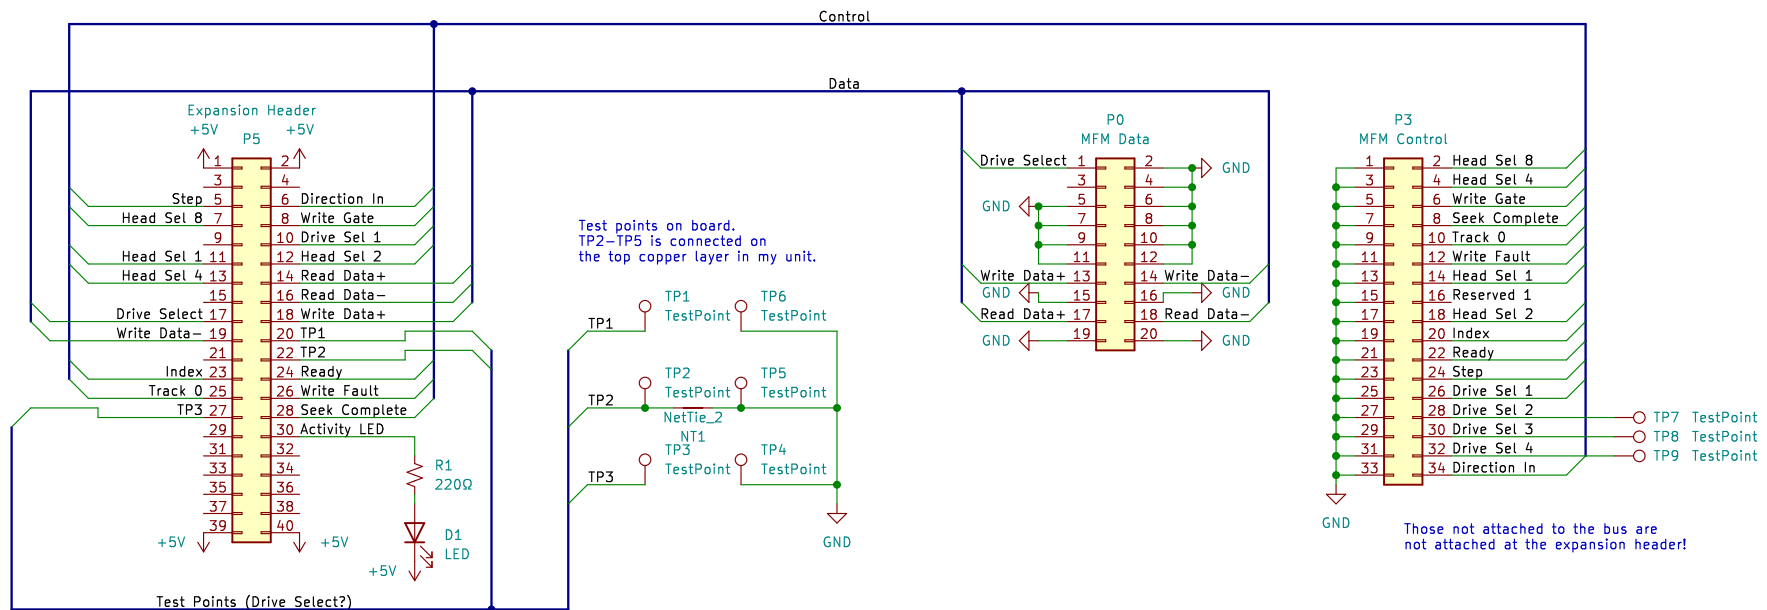 Control
Data
Expansion Header
+5V
+5V
P5
1
2
3
4
Step
5
6
Direction In
Head Sel 8
7
8
Write Gate
9
10
Drive Sel 1
Head Sel 1
11
12
Head Sel 2
Head Sel 4
13
14
Read Data+
15
16
Read Data-
Drive Select
17
18
Write Data+
Write Data-
19
20
TP1
21
22
TP2
Index
23
24
Ready
Track 0
25
26
Write Fault
TP3
27
28
Seek Complete
29
30
Activity LED
31
32
33
34
35
36
37
38
39
40
+5V
+5V
R1
220Ω
D1
LED
+5V
Test Points (Drive Select?)
Test points on board.
TP2-TP5 is connected on
the top copper layer in my unit.
TP1
TestPoint
TP6
TestPoint
TP1
TP2
TestPoint
TP5
TestPoint
TP2
NetTie_2
NT1
TP3
TestPoint
TP4
TestPoint
TP3
GND
P0
MFM Data
Drive Select
1
2
GND
3
4
GND
5
6
7
8
9
10
11
12
Write Data+
13
14
Write Data-
GND
15
16
GND
Read Data+
17
18
Read Data-
GND
19
20
GND
P3
MFM Control
1
2
Head Sel 8
3
4
Head Sel 4
5
6
Write Gate
7
8
Seek Complete
9
10
Track 0
11
12
Write Fault
13
14
Head Sel 1
15
16
Reserved 1
17
18
Head Sel 2
19
20
Index
21
22
Ready
23
24
Step
25
26
Drive Sel 1
27
28
Drive Sel 2
TP7 TestPoint
29
30
Drive Sel 3
TP8 TestPoint
31
32
Drive Sel 4
TP9 TestPoint
33
34
Direction In
GND
Those not attached to the bus are
not attached at the expansion header!